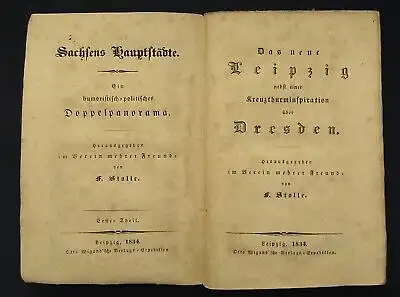 Sachsens Hauptstädte.
Ein
humoristisch-politisches
Doppelpanorama.
Herausgegeben
im Verein mehrer Freunde
von
F. Stolle.
Erster Theil.
Leipzig, 1834.
Otto Wigand'sche Verlags-Expedition.
Das neue
Leipzig
nebst einer
Kreuzthurminspiration
über
Dresden.
Herausgegeben
im Verein mehrer Freunde
von
F. Stolle.
Leipzig, 1834.
Otto Wigand'sche Verlags-Expedition.